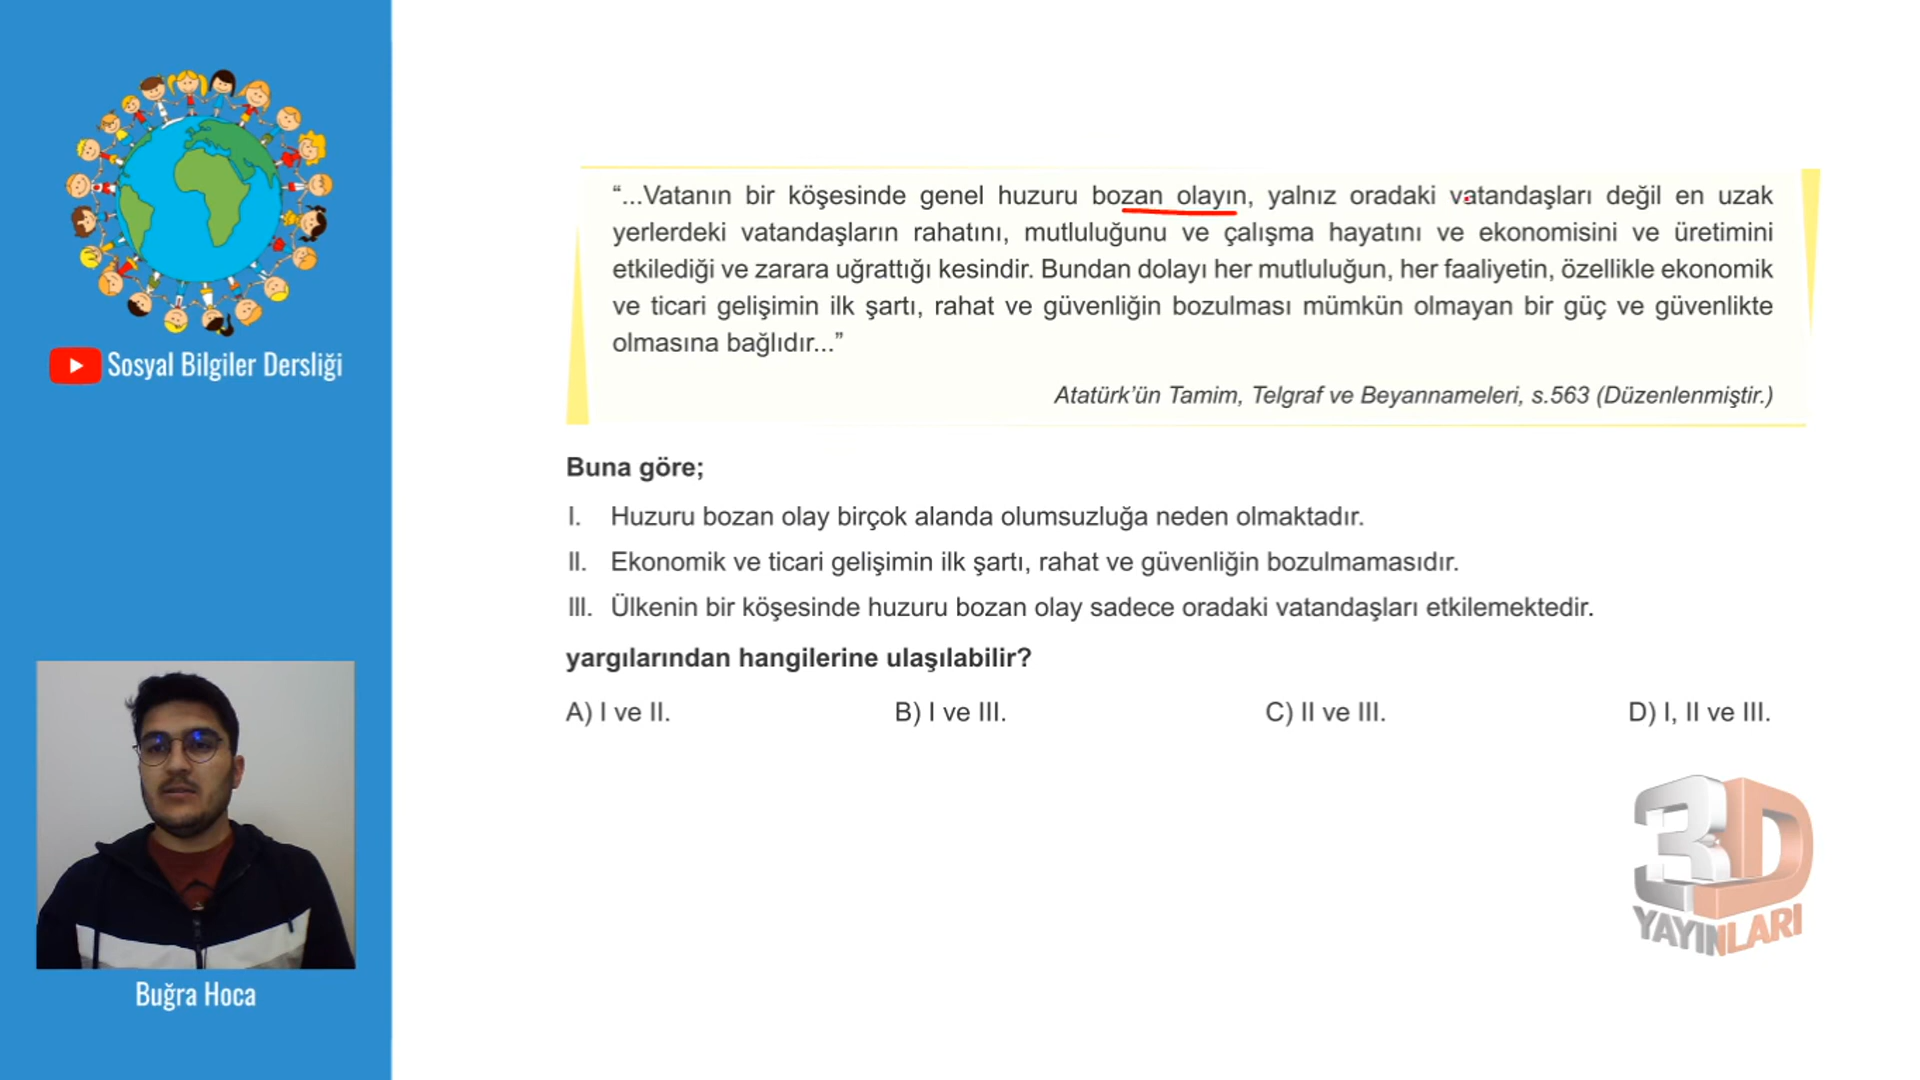 Sosyal Bilgiler Dersliği
Buğra Hoca
“...Vatanın bir köşesinde genel huzuru bozan olayın, yalnız oradaki vatandaşları değil en uzak
yerlerdeki vatandaşların rahatını, mutluluğunu ve çalışma hayatını ve ekonomisini ve üretimini
etkilediği ve zarara uğrattığı kesindir. Bundan dolayı her mutluluğun, her faaliyetin, özellikle ekonomik
ve ticari gelişimin ilk şartı, rahat ve güvenliğin bozulması mümkün olmayan bir güç ve güvenlikte
olmasına bağlıdır...”
Atatürk’ün Tamim, Telgraf ve Beyannameleri, s.563 (Düzenlenmiştir.)
Buna göre;
I. Huzuru bozan olay birçok alanda olumsuzluğa neden olmaktadır.
II. Ekonomik ve ticari gelişimin ilk şartı, rahat ve güvenliğin bozulmamasıdır.
III. Ülkenin bir köşesinde huzuru bozan olay sadece oradaki vatandaşları etkilemektedir.
yargılarından hangilerine ulaşılabilir?
A) I ve II. B) I ve III. C) II ve III. D) I, II ve III.
3D
YAYINLARI